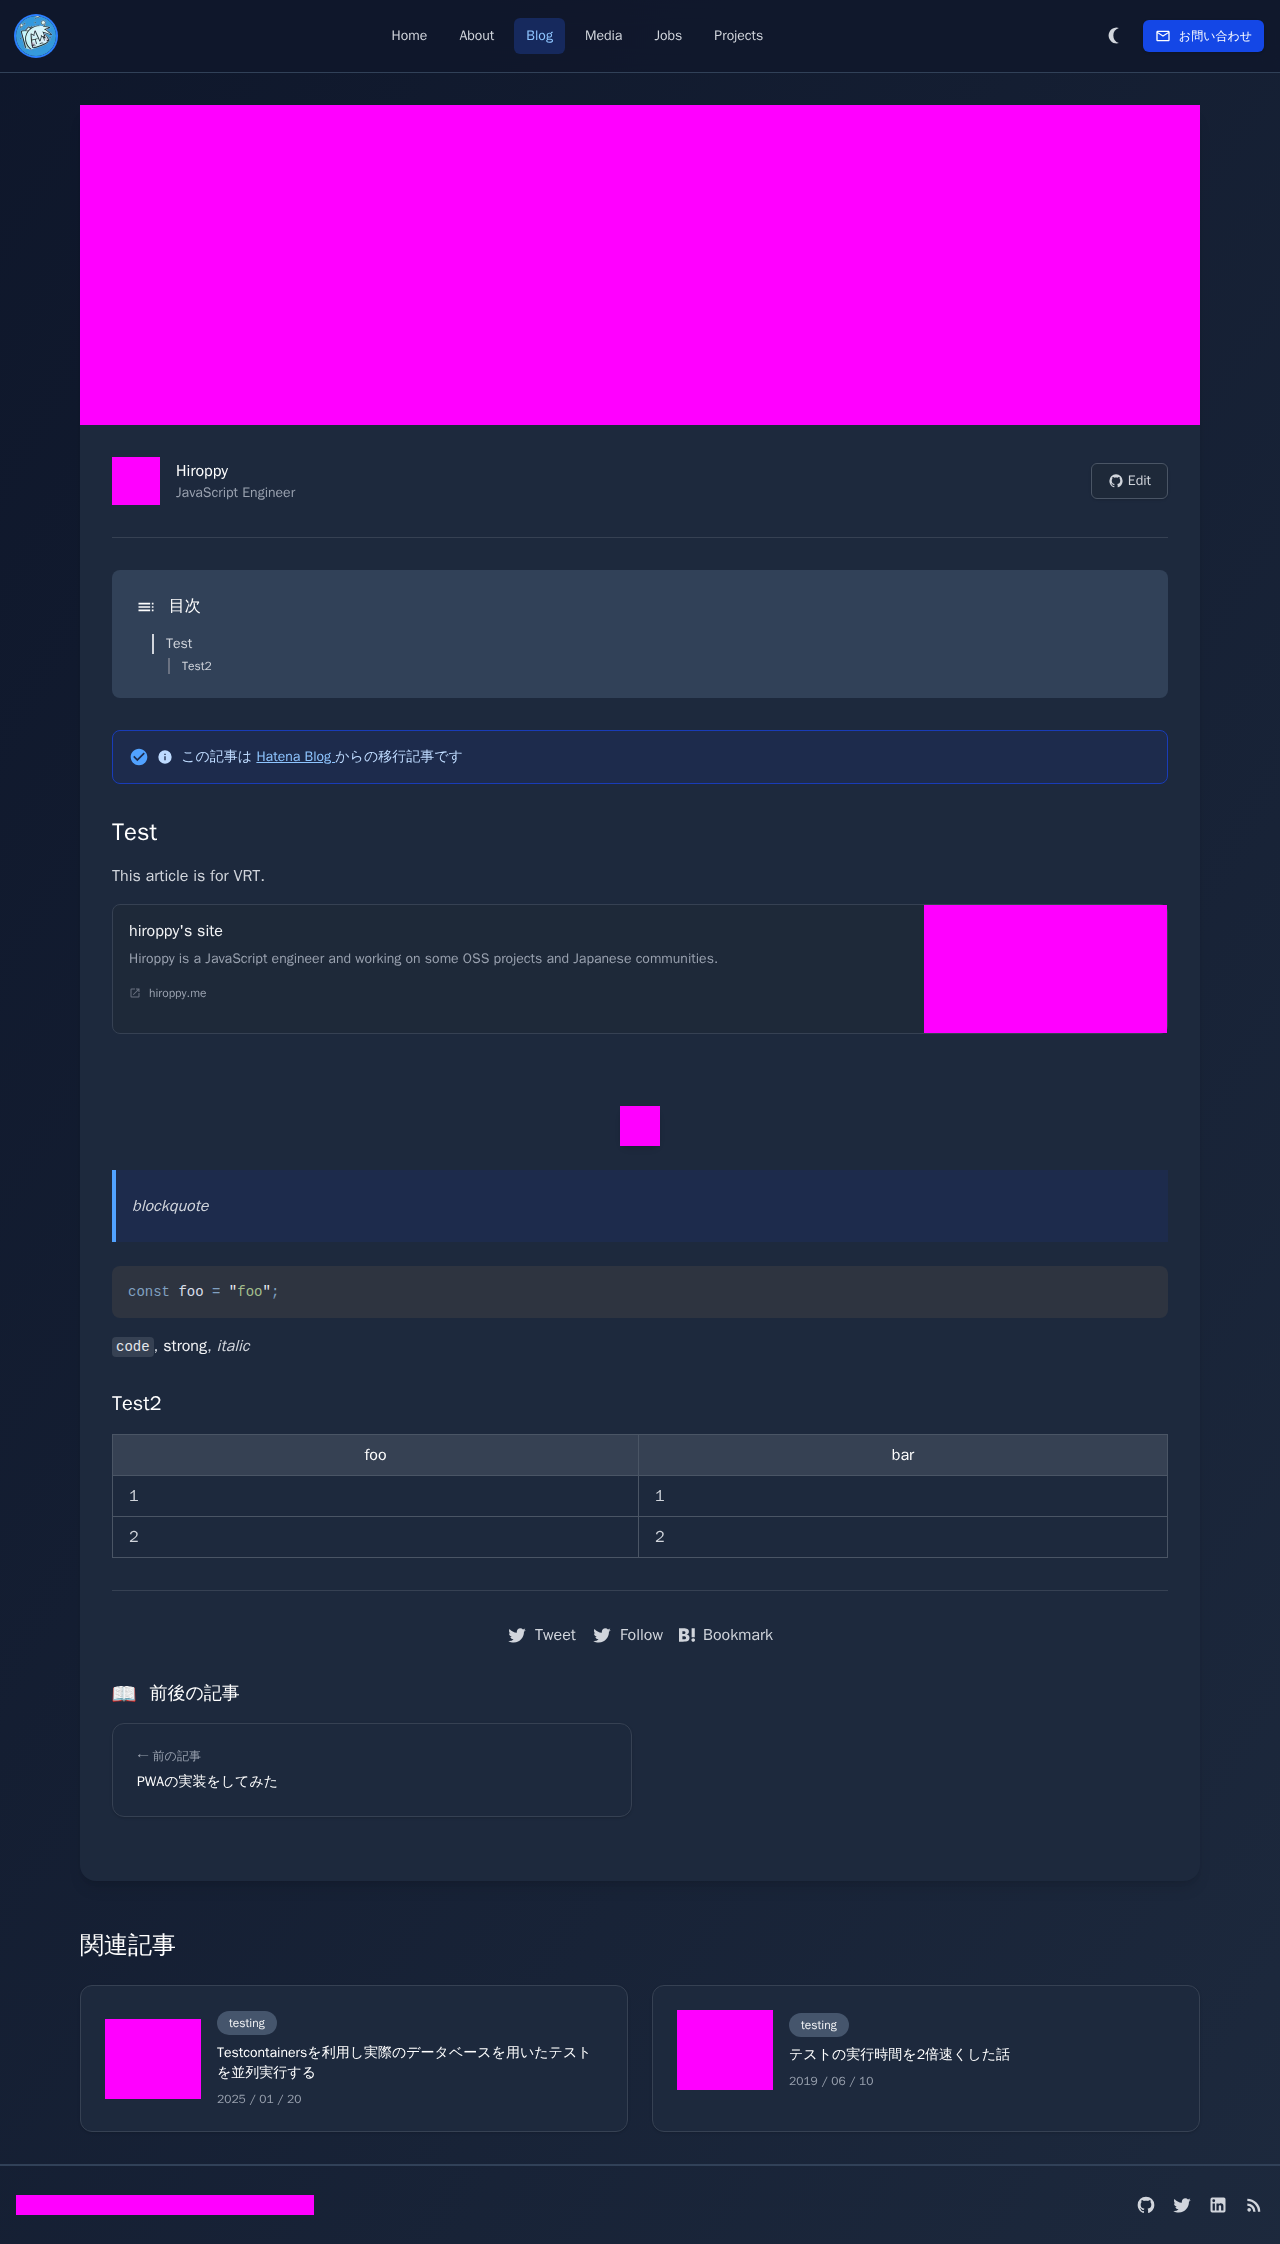 Home About Blog Media Jobs Projects お問い合わせ
Hiroppy
JavaScript Engineer
Edit
目次
Test
Test2
この記事は Hatena Blog からの移行記事です
Test
This article is for VRT.
hiroppy's site
Hiroppy is a JavaScript engineer and working on some OSS projects and Japanese communities.
hiroppy.me
blockquote
const foo = "foo";
code, strong, italic
Test2
foo bar
1 1
2 2
Tweet Follow B! Bookmark
前後の記事
← 前の記事
PWAの実装をしてみた
関連記事
testing
Testcontainersを利用し実際のデータベースを用いたテスト
を並列実行する
2025 / 01 / 20
testing
テストの実行時間を2倍速くした話
2019 / 06 / 10